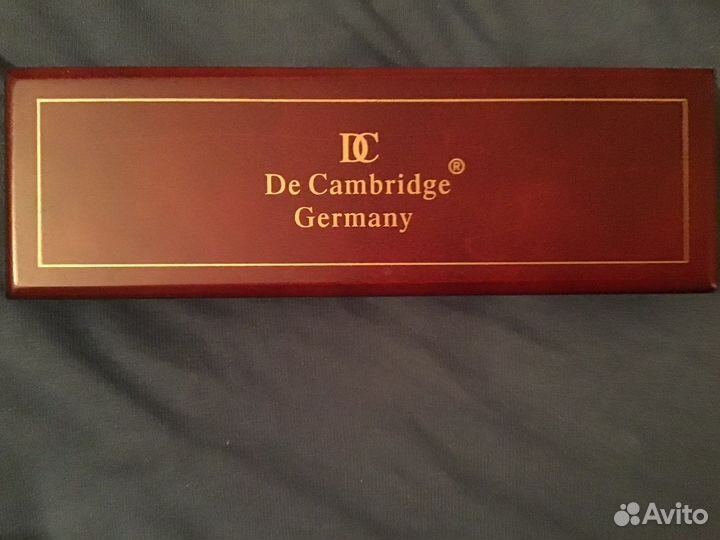 DC
De Cambridge®
Germany
Avito